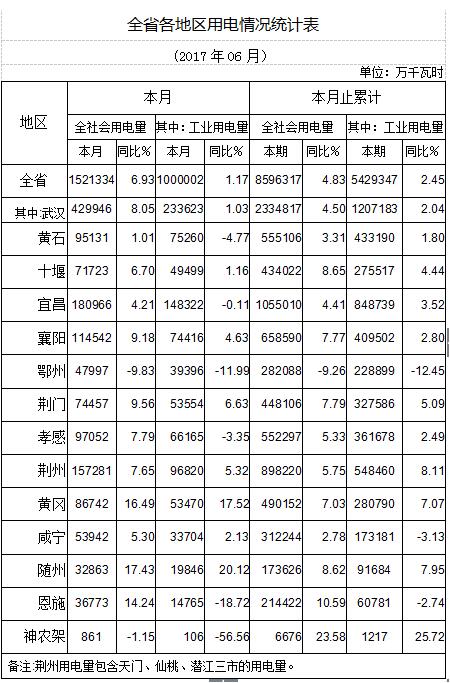 全省各地区用电情况统计表
(2017 年 06 月)
单位：万千瓦时
地区 本月 本月止累计
全社会用电量 其中：工业用电量 全社会用电量 其中：工业用电量
本月 同比% 本月 同比% 本期 同比% 本期 同比%
全省 1521334 6.93 1000002 1.17 8596317 4.83 5429347 2.45
其中:武汉 429946 8.05 233623 1.03 2334817 4.50 1207183 2.04
黄石 95131 1.01 75260 -4.77 555106 3.31 433190 1.80
十堰 71723 6.70 49499 1.16 434022 8.65 275517 4.44
宜昌 180966 4.21 148322 -0.11 1055010 4.41 848739 3.52
襄阳 114542 9.18 74416 4.63 658590 7.77 409502 2.80
鄂州 47997 -9.83 39396 -11.99 282088 -9.26 228899 -12.45
荆门 74457 9.56 53554 6.63 448106 7.79 327586 5.09
孝感 97052 7.79 66165 -3.35 552297 5.33 361678 2.49
荆州 157281 7.65 96820 5.32 898220 5.75 548460 8.11
黄冈 86742 16.49 53470 17.52 490152 7.03 280790 7.07
咸宁 53942 5.30 33704 2.13 312244 2.78 173181 -3.13
随州 32863 17.43 19846 20.12 173626 8.62 91684 7.95
恩施 36773 14.24 14765 -18.72 214422 10.59 60781 -2.74
神农架 861 -1.15 106 -56.56 6676 23.58 1217 25.72
备注:荆州用电量包含天门、仙桃、潜江三市的用电量。